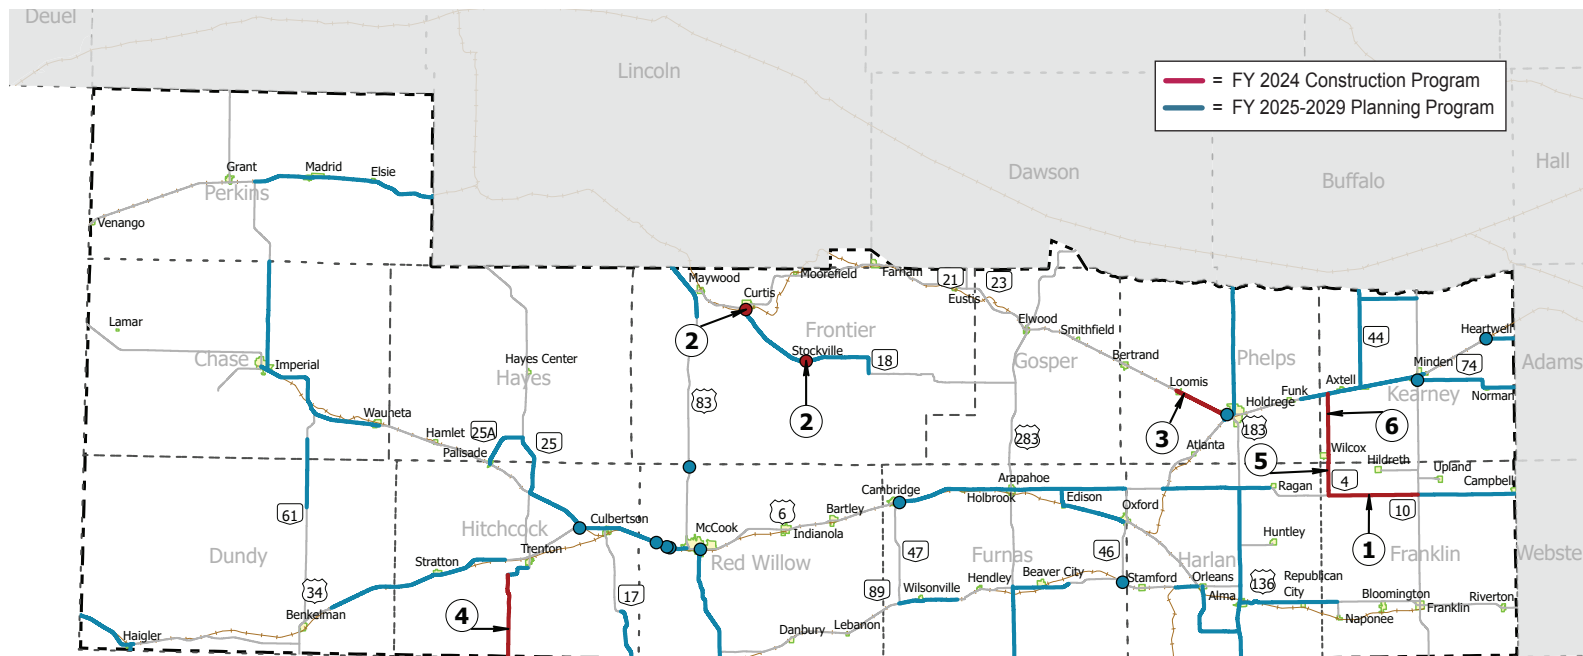 Deuel
Lincoln
= FY 2024 Construction Program
= FY 2025-2029 Planning Program
Dawson
Buffalo
Hall
Grant
Madrid
Elsie
Perkins
Venango
Maywood
Moorefield
Farnam
21
23
Curtis
Eustis
2
Frontier
Elwood
Smithfield
Lamar
Chase
Imperial
Hayes Center
Hayes
Stockville
18
Gosper
Bertrand
Phelps
44
Heartwell
Minden
74
Adams
Loomis
Funk
Axtell
Kearney
Norman
83
2
Holdrege
183
3
6
Wauneta
Hamlet
25A
25
Palisade
283
Atlanta
5
Wilcox
Hildreth
Upland
4
Campbell
Arapahoe
Cambridge
Holbrook
Edison
Ragan
10
61
Hitchcock
Culbertson
6
Bartley
Oxford
McCook
Indianola
Huntley
1
Dundy
Trenton
Red Willow
47
Furnas
46
Harlan
Franklin
Webste
Stratton
34
Benkelman
4
17
89
Wilsonville
Hendley
Beaver City
Stamford
Orleans
136
Republican
City
Alma
Bloomington
Franklin
Riverton
Naponee
Haigler
Danbury
Lebanon